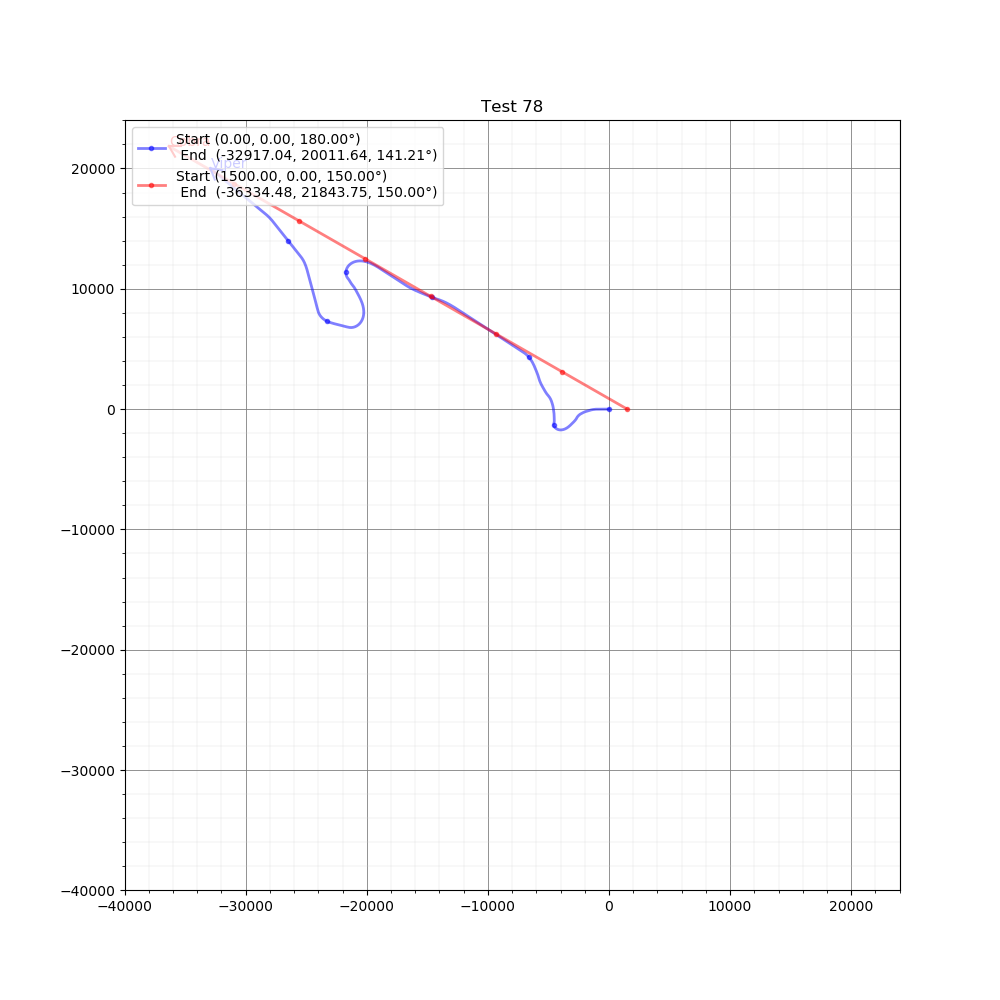 Test 78
Start (0.00, 0.00, 180.00°)
End (-32917.04, 20011.64, 141.21°)
Start (1500.00, 0.00, 150.00°)
End (-36334.48, 21843.75, 150.00°)
Viper
20000
10000
0
−10000
−20000
−30000
−40000
−40000 −30000 −20000 −10000 0 10000 20000